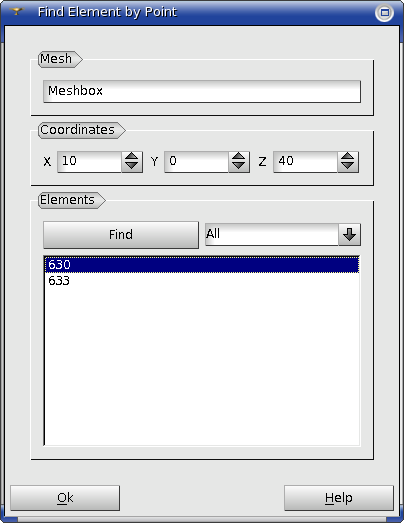 Find Element by Point
Mesh
Meshbox
Coordinates
X 10 Y 0 Z 40
Elements
Find All
630
633
Ok Help